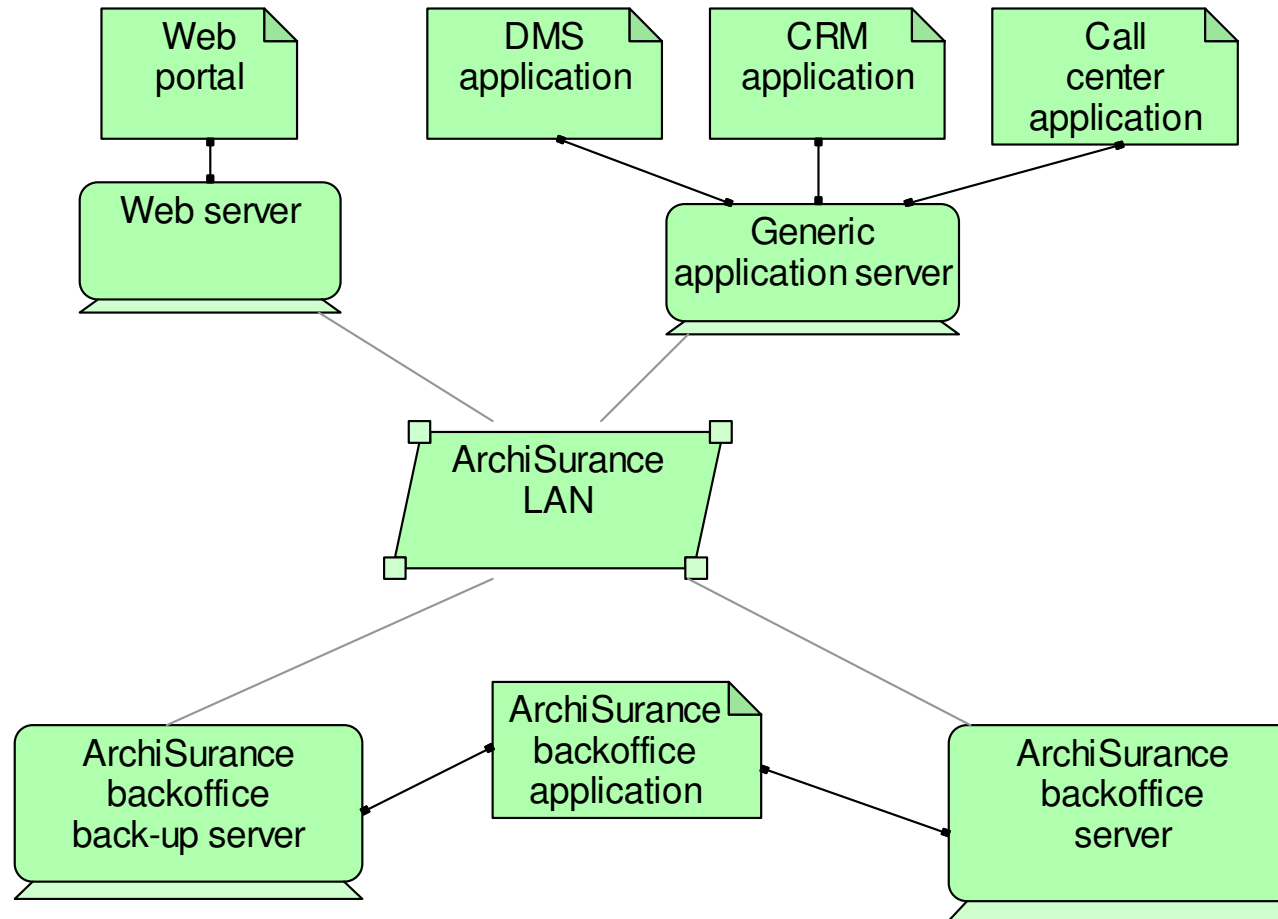 Web
portal
DMS
application
CRM
application
Call
center
application
Web server
Generic
application server
ArchiSurance
LAN
ArchiSurance
backoffice
back-up server
ArchiSurance
backoffice
application
ArchiSurance
backoffice
server